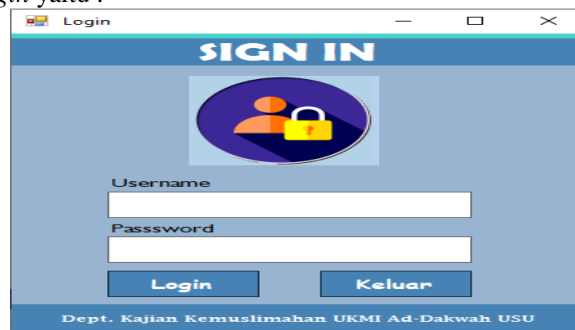 Login
SIGN IN
Username
Passsword
Login Keluar
Dept. Kajian Kemuslimahan UKMI Ad-Dakwah USU